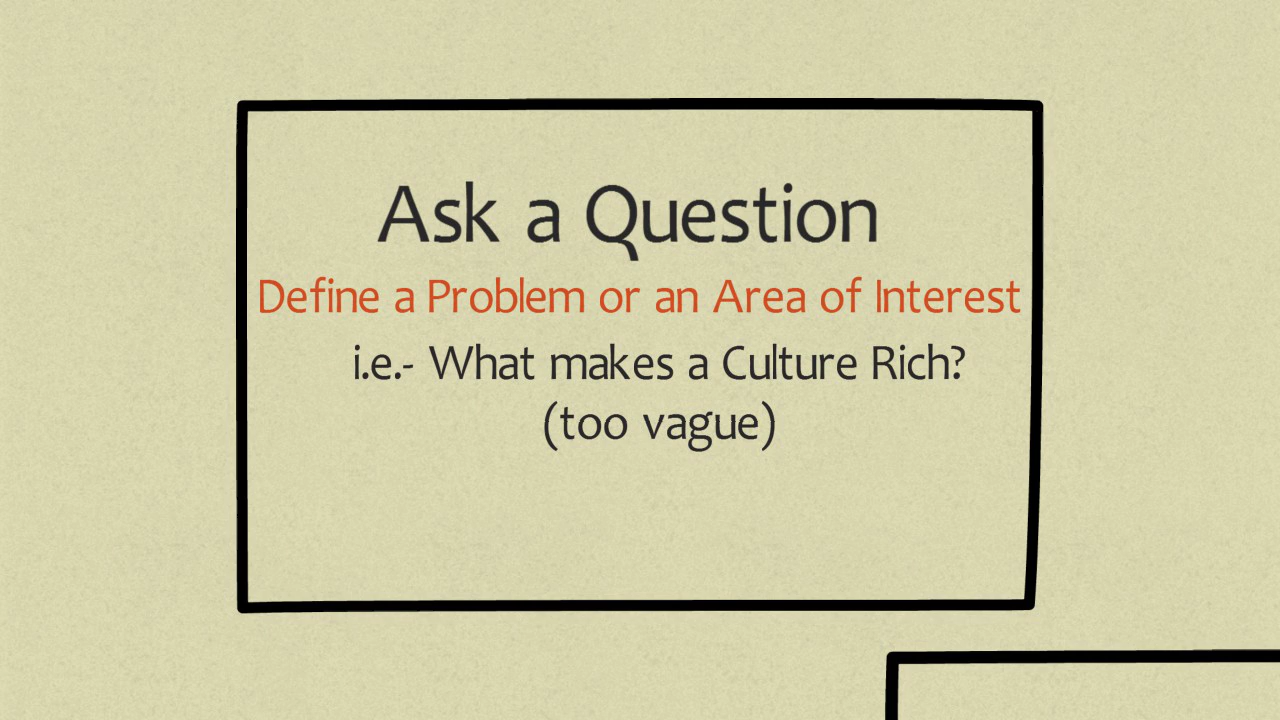 Ask a Question
Define a Problem or an Area of Interest
i.e.- What makes a Culture Rich?
(too vague)